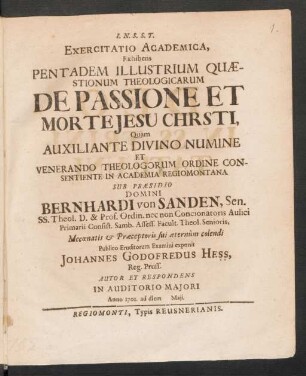 I. N. S. S. T.
EXERCITATIO ACADEMICA,
Exhibens
PENTADEM ILLUSTRIUM QUÆ-
STIONUM THEOLOGICARUM
DE PASSIONE ET
MORTE JESU CHRSTI,
Quam
AUXILIANTE DIVINO NUMINE
ET
VENERANDO THEOLOGORUM ORDINE CON-
SENTIENTE IN ACADEMIA REGIOMONTANA
SUB PRÆSIDIO
DOMINI
BERNHARDI von SANDEN, Sen.
SS. Theol. D. & Prof. Ordin. nec non Concionatoris Aulici
Primarii Consist. Samb. Assess. Facult. Theol. Senioris,
Mecœnatis & Præceptoris sui æternùm colendi
Publico Eruditorum Examini exponit
JOHANNES GODOFREDUS HESS,
Reg. Pruss.
AUTOR ET RESPONDENS
IN AUDITORIO MAJORI
Anno 1702. ad diem Maji.
REGIOMONTI, Typis REUSNERIANIS.